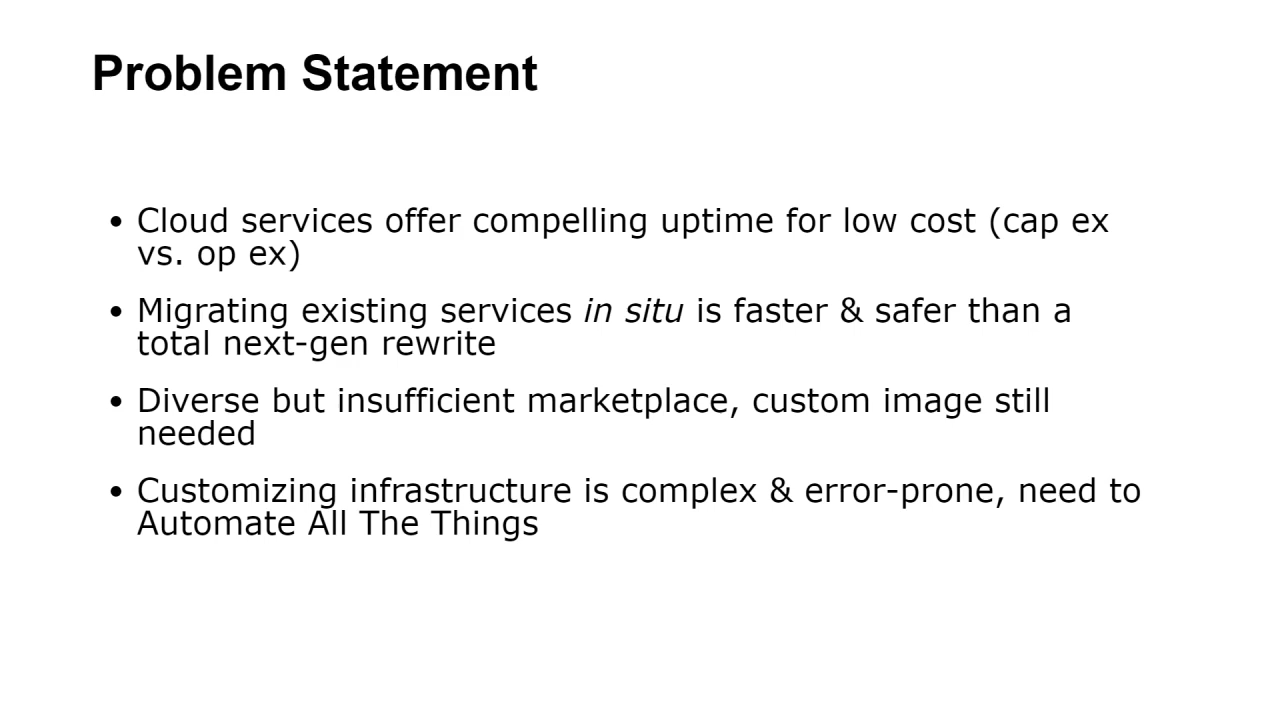 Problem Statement
• Cloud services offer compelling uptime for low cost (cap ex
vs. op ex)
• Migrating existing services in situ is faster & safer than a
total next-gen rewrite
• Diverse but insufficient marketplace, custom image still
needed
• Customizing infrastructure is complex & error-prone, need to
Automate All The Things